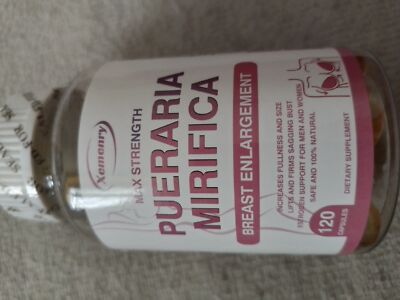 Xemenry
MAX STRENGTH
PUERARIA
MIRIFICA
BREAST ENLARGEMENT
INCREASES FULLNESS AND SIZE
LIFTS AND FIRMS SAGGING BUST
ESTROGEN SUPPORT FOR MEN AND WOMEN
SAFE AND 100% NATURAL
120
CAPSULES
DIETARY SUPPLEMENT